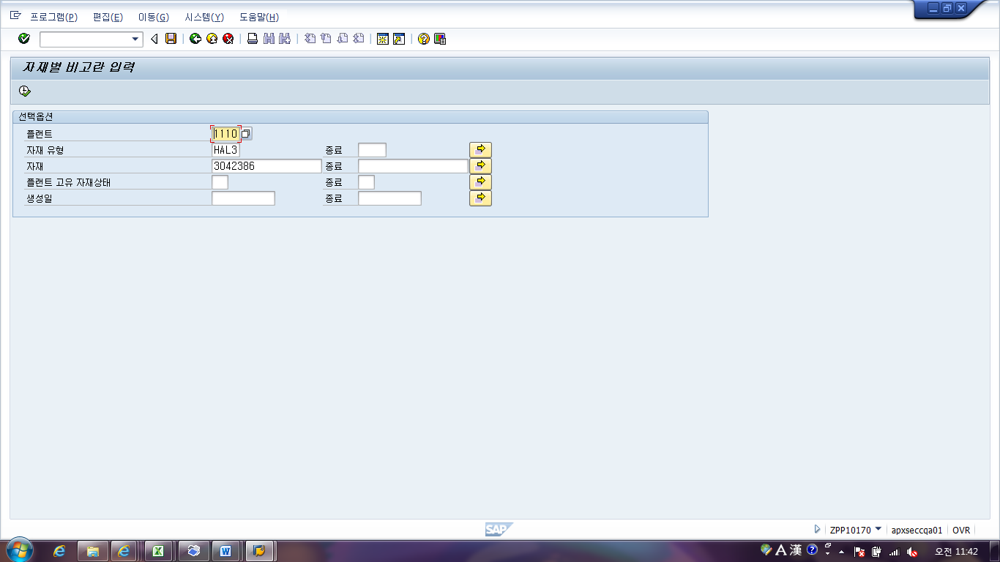 프로그램(P) 편집(E) 이동(G) 시스템(Y) 도움말(H)
자재별 비고란 입력
선택옵션
플랜트 1110
자재 유형 HAL3 종료
자재 3042386 종료
플랜트 고유 자재상태 종료
생성일 종료
SAP
ZPP10170 apxseccqa01 OVR
A 漢 오전 11:42